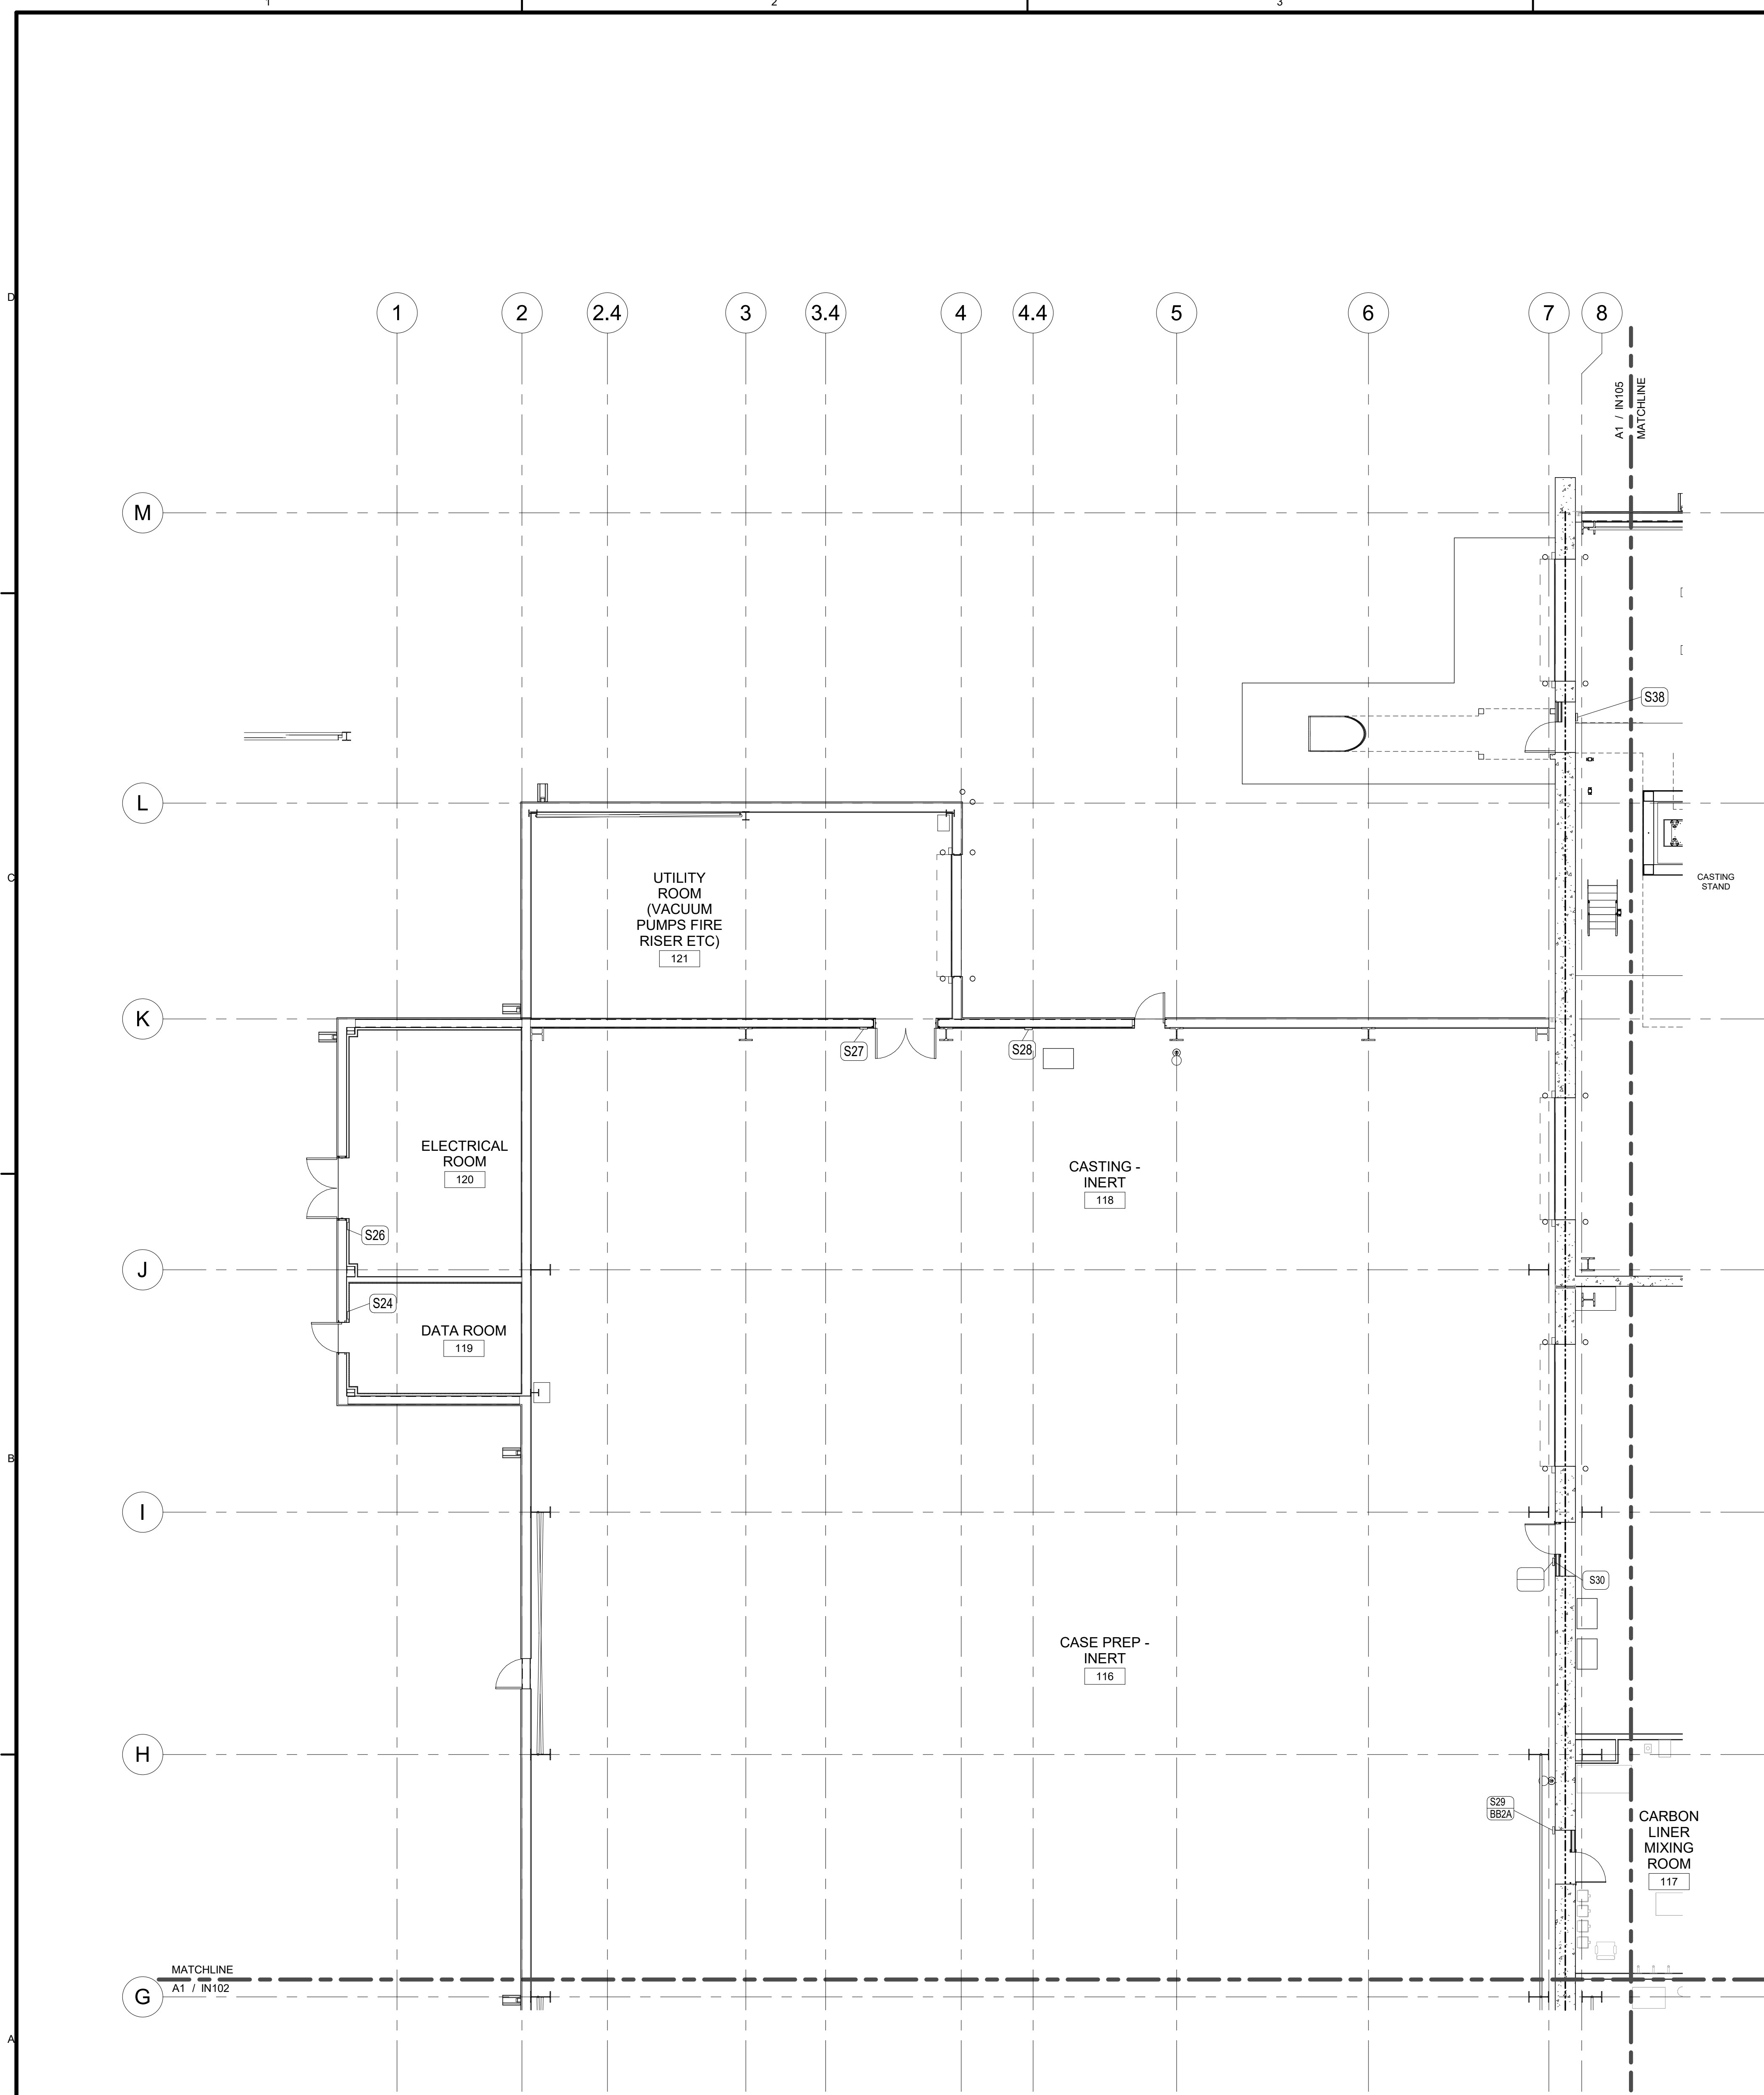 1
2
3
D
1
2
2.4
3
3.4
4
4.4
5
6
7
8
A1 / IN105
MATCHLINE
M
S38
L
C
UTILITY
ROOM
(VACUUM
PUMPS FIRE
RISER ETC)
121
CASTING
STAND
K
S27
S28
ELECTRICAL
ROOM
120
CASTING -
INERT
118
S26
J
S24
DATA ROOM
119
B
I
S30
CASE PREP -
INERT
116
H
S29
BB2A
CARBON
LINER
MIXING
ROOM
117
MATCHLINE
A1 / IN102
G
A